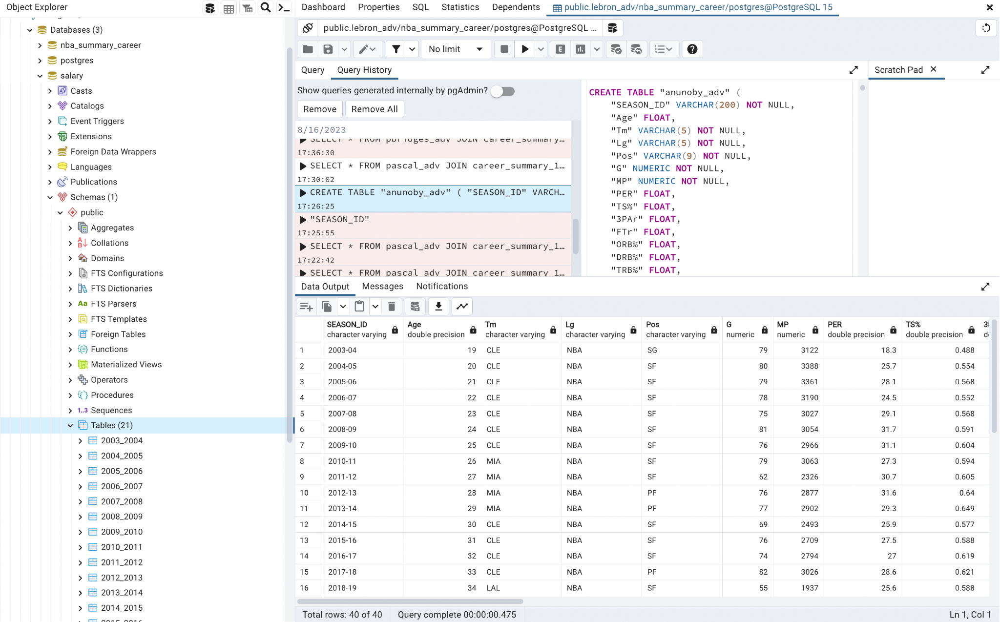 Object Explorer
Dashboard Properties SQL Statistics Dependents public.lebron_adv/nba_summary_career/postgres@PostgreSQL 15
Databases (3)
nba_summary_career
postgres
salary
Casts
Catalogs
Event Triggers
Extensions
Foreign Data Wrappers
Languages
Publications
Schemas (1)
public
Aggregates
Collations
Domains
FTS Configurations
FTS Dictionaries
Aa FTS Parsers
FTS Templates
Foreign Tables
Functions
Materialized Views
Operators
Procedures
1..3 Sequences
Tables (21)
2003_2004
2004_2005
2005_2006
2006_2007
2007_2008
2008_2009
2009_2010
2010_2011
2011_2012
2012_2013
2013_2014
2014_2015
public.lebron_adv/nba_summary_career/postgres@PostgreSQL ...
No limit
E
Query Query History
Scratch Pad
Show queries generated internally by pgAdmin?
Remove Remove All
8/16/2023
SELECT * FROM pbridges_adv JOIN career_summary...
17:36:30
SELECT * FROM pascal_adv JOIN career_summary_1...
17:30:02
CREATE TABLE "anunoby_adv" ( "SEASON_ID" VARCH...
17:26:25
"SEASON_ID"
17:25:55
SELECT * FROM pascal_adv JOIN career_summary_1...
17:22:42
SELECT * FROM pascal_adv JOIN career_summary_1...
CREATE TABLE "anunoby_adv" (
"SEASON_ID" VARCHAR(200) NOT NULL,
"Age" FLOAT,
"Tm" VARCHAR(5) NOT NULL,
"Lg" VARCHAR(5) NOT NULL,
"Pos" VARCHAR(9) NOT NULL,
"G" NUMERIC NOT NULL,
"MP" NUMERIC NOT NULL,
"PER" FLOAT,
"TS%" FLOAT,
"3PAr" FLOAT,
"FTr" FLOAT,
"ORB%" FLOAT,
"DRB%" FLOAT,
"TRB%" FLOAT,
Data Output Messages Notifications
SEASON_ID Age Tm Lg Pos G MP PER TS%
character varying double precision character varying character varying character varying numeric numeric double precision double precision
1 2003-04 19 CLE NBA SG 79 3122 18.3 0.488
2 2004-05 20 CLE NBA SF 80 3388 25.7 0.554
3 2005-06 21 CLE NBA SF 79 3361 28.1 0.568
4 2006-07 22 CLE NBA SF 78 3190 24.5 0.552
5 2007-08 23 CLE NBA SF 75 3027 29.1 0.568
6 2008-09 24 CLE NBA SF 81 3054 31.7 0.591
7 2009-10 25 CLE NBA SF 76 2966 31.1 0.604
8 2010-11 26 MIA NBA SF 79 3063 27.3 0.594
9 2011-12 27 MIA NBA SF 62 2326 30.7 0.605
10 2012-13 28 MIA NBA PF 76 2877 31.6 0.64
11 2013-14 29 MIA NBA PF 77 2902 29.3 0.649
12 2014-15 30 CLE NBA SF 69 2493 25.9 0.577
13 2015-16 31 CLE NBA SF 76 2709 27.5 0.588
14 2016-17 32 CLE NBA SF 74 2794 27 0.619
15 2017-18 33 CLE NBA PF 82 3026 28.6 0.621
16 2018-19 34 LAL NBA SF 55 1937 25.6 0.588
Total rows: 40 of 40 Query complete 00:00:00.475 Ln 1, Col 1